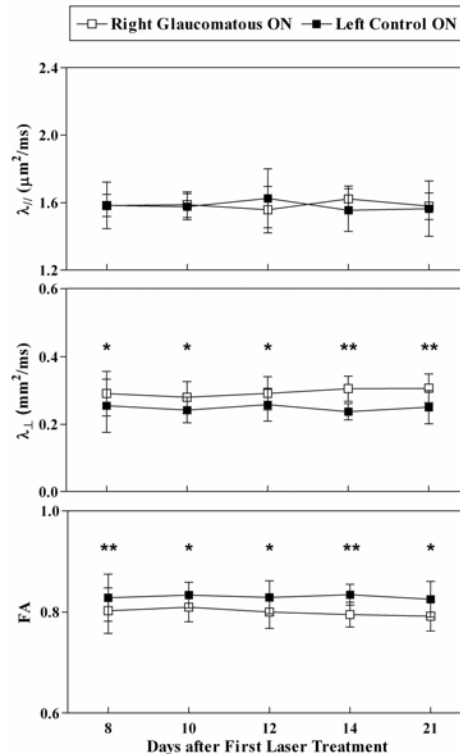 Right Glaucomatous ON Left Control ON
λ// (μm²/ms)
2.4
2.0
1.6
1.2
λ⊥ (mm²/ms)
0.6
0.4
0.2
0.0
* * * ** **
FA
1.0
0.8
0.6
** * * ** *
8 10 12 14 21
Days after First Laser Treatment